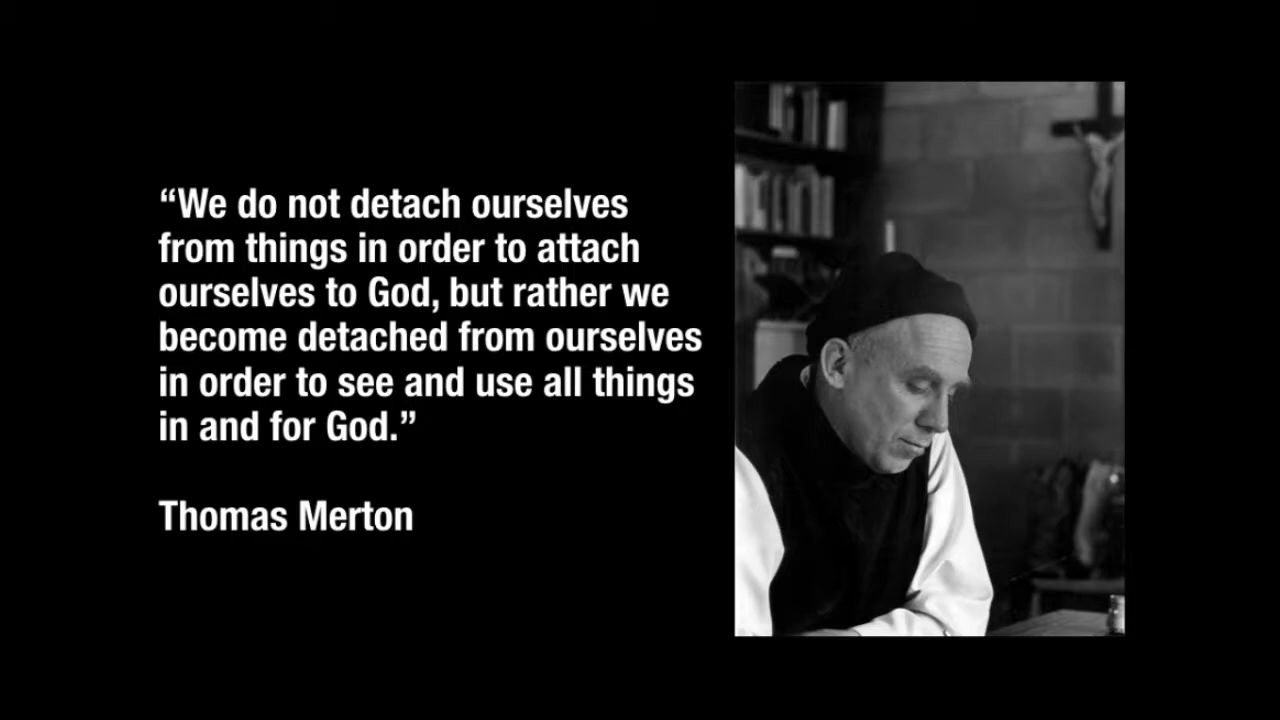 “We do not detach ourselves
from things in order to attach
ourselves to God, but rather we
become detached from ourselves
in order to see and use all things
in and for God.”
Thomas Merton